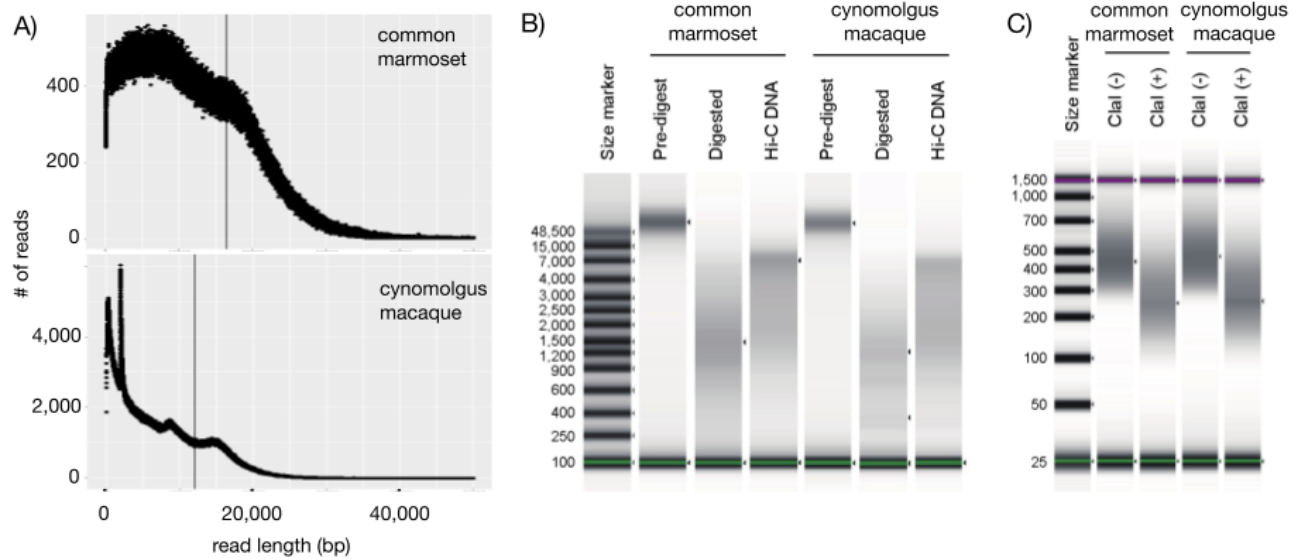 A)
common
marmoset
400
200
0
cynomolgus
macaque
4,000
2,000
0
# of reads
0
20,000
40,000
read length (bp)
B)
common
marmoset
cynomolgus
macaque
Size marker
Pre-digest
Digested
Hi-C DNA
Pre-digest
Digested
Hi-C DNA
48,500
15,000
7,000
4,000
3,000
2,500
2,000
1,500
1,200
900
600
400
250
100
C)
common
marmoset
cynomolgus
macaque
Size marker
ClaI (-)
ClaI (+)
ClaI (-)
ClaI (+)
1,500
1,000
700
500
400
300
200
100
50
25